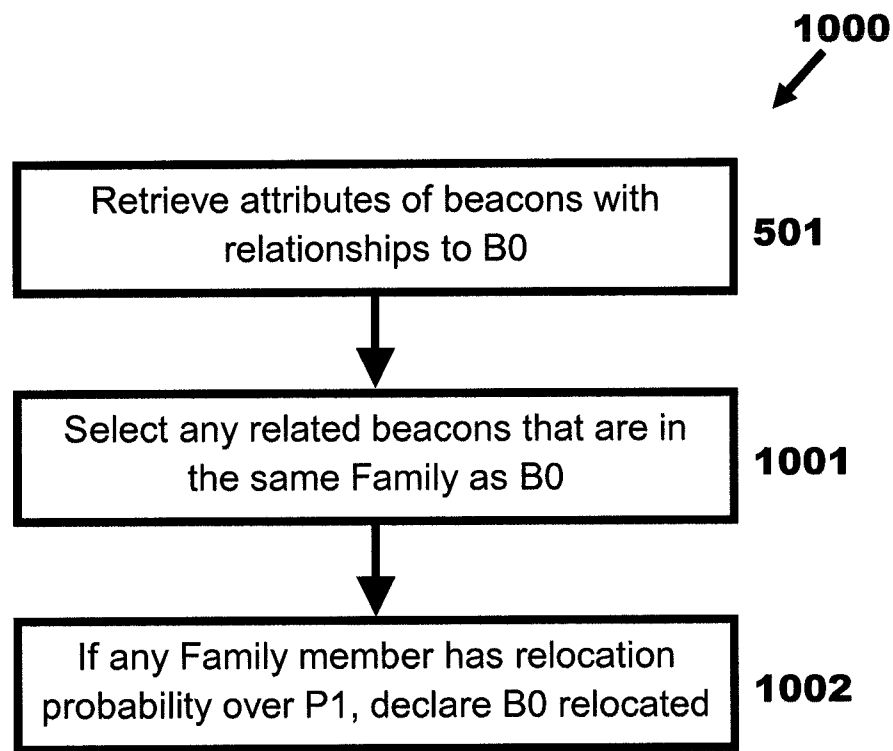 1000
Retrieve attributes of beacons with
relationships to B0
501
Select any related beacons that are in
the same Family as B0
1001
If any Family member has relocation
probability over P1, declare B0 relocated
1002